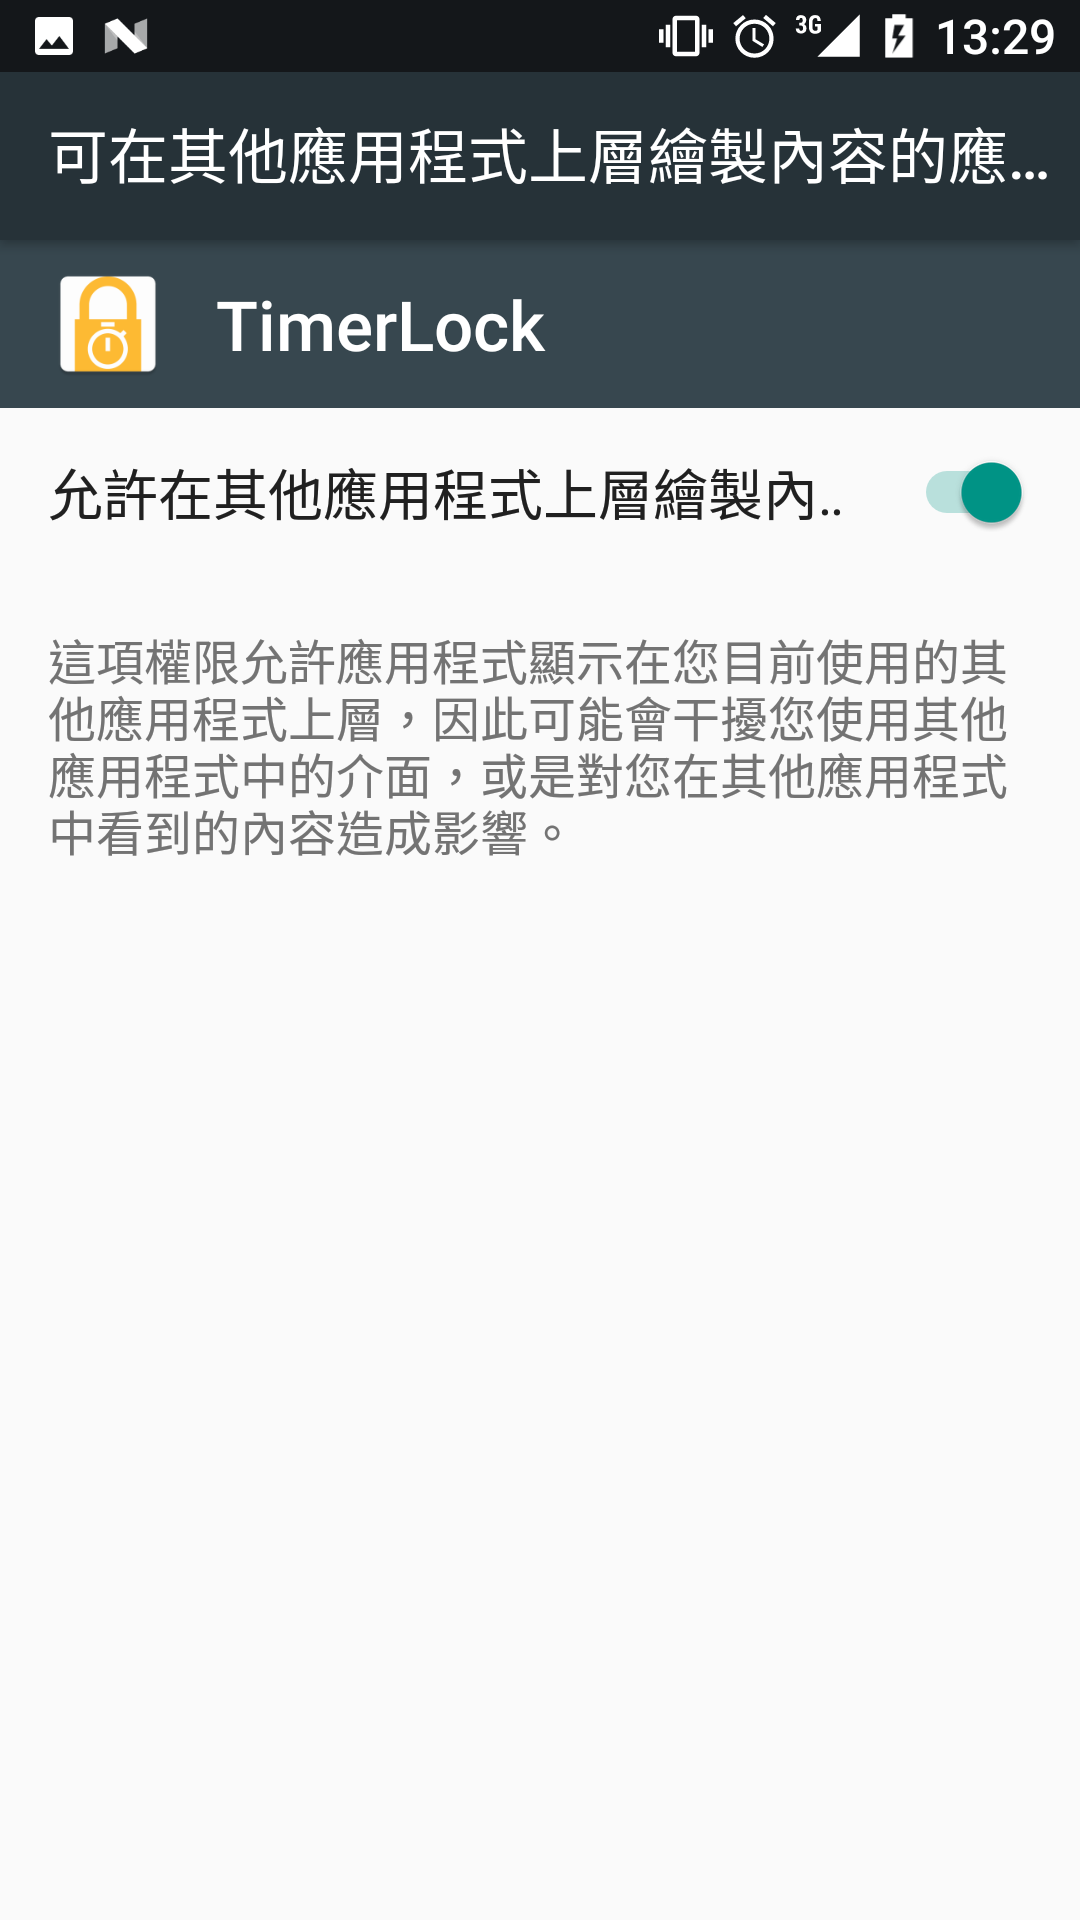 3G 13:29
可在其他應用程式上層繪製內容的應...
TimerLock
允許在其他應用程式上層繪製內..
這項權限允許應用程式顯示在您目前使用的其
他應用程式上層，因此可能會干擾您使用其他
應用程式中的介面，或是對您在其他應用程式
中看到的內容造成影響。